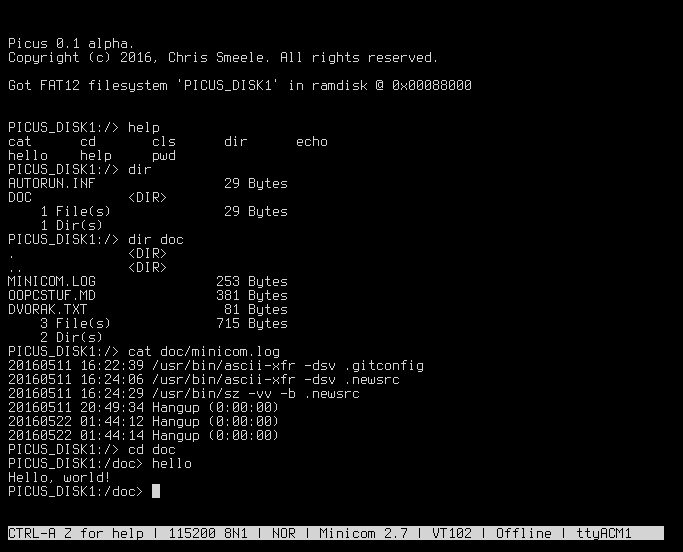 Picus 0.1 alpha.
Copyright (c) 2016, Chris Smeele. All rights reserved.
Got FAT12 filesystem 'PICUS_DISK1' in ramdisk @ 0x00088000
PICUS_DISK1:/> help
cat      cd       cls      dir      echo
hello    help     pwd
PICUS_DISK1:/> dir
AUTORUN.INF                29 Bytes
DOC            <DIR>
    1 File(s)              29 Bytes
    1 Dir(s)
PICUS_DISK1:/> dir doc
.              <DIR>
..             <DIR>
MINICOM.LOG               253 Bytes
OOPCSTUF.MD               381 Bytes
DVORAK.TXT                 81 Bytes
    3 File(s)             715 Bytes
    2 Dir(s)
PICUS_DISK1:/> cat doc/minicom.log
20160511 16:22:39 /usr/bin/ascii-xfr -dsv .gitconfig
20160511 16:24:06 /usr/bin/ascii-xfr -dsv .newsrc
20160511 16:24:29 /usr/bin/sz -vv -b .newsrc
20160511 20:49:34 Hangup (0:00:00)
20160522 01:44:12 Hangup (0:00:00)
20160522 01:44:14 Hangup (0:00:00)
PICUS_DISK1:/> cd doc
PICUS_DISK1:/doc> hello
Hello, world!
PICUS_DISK1:/doc>
CTRL-A Z for help | 115200 8N1 | NOR | Minicom 2.7 | VT102 | Offline | ttyACM1